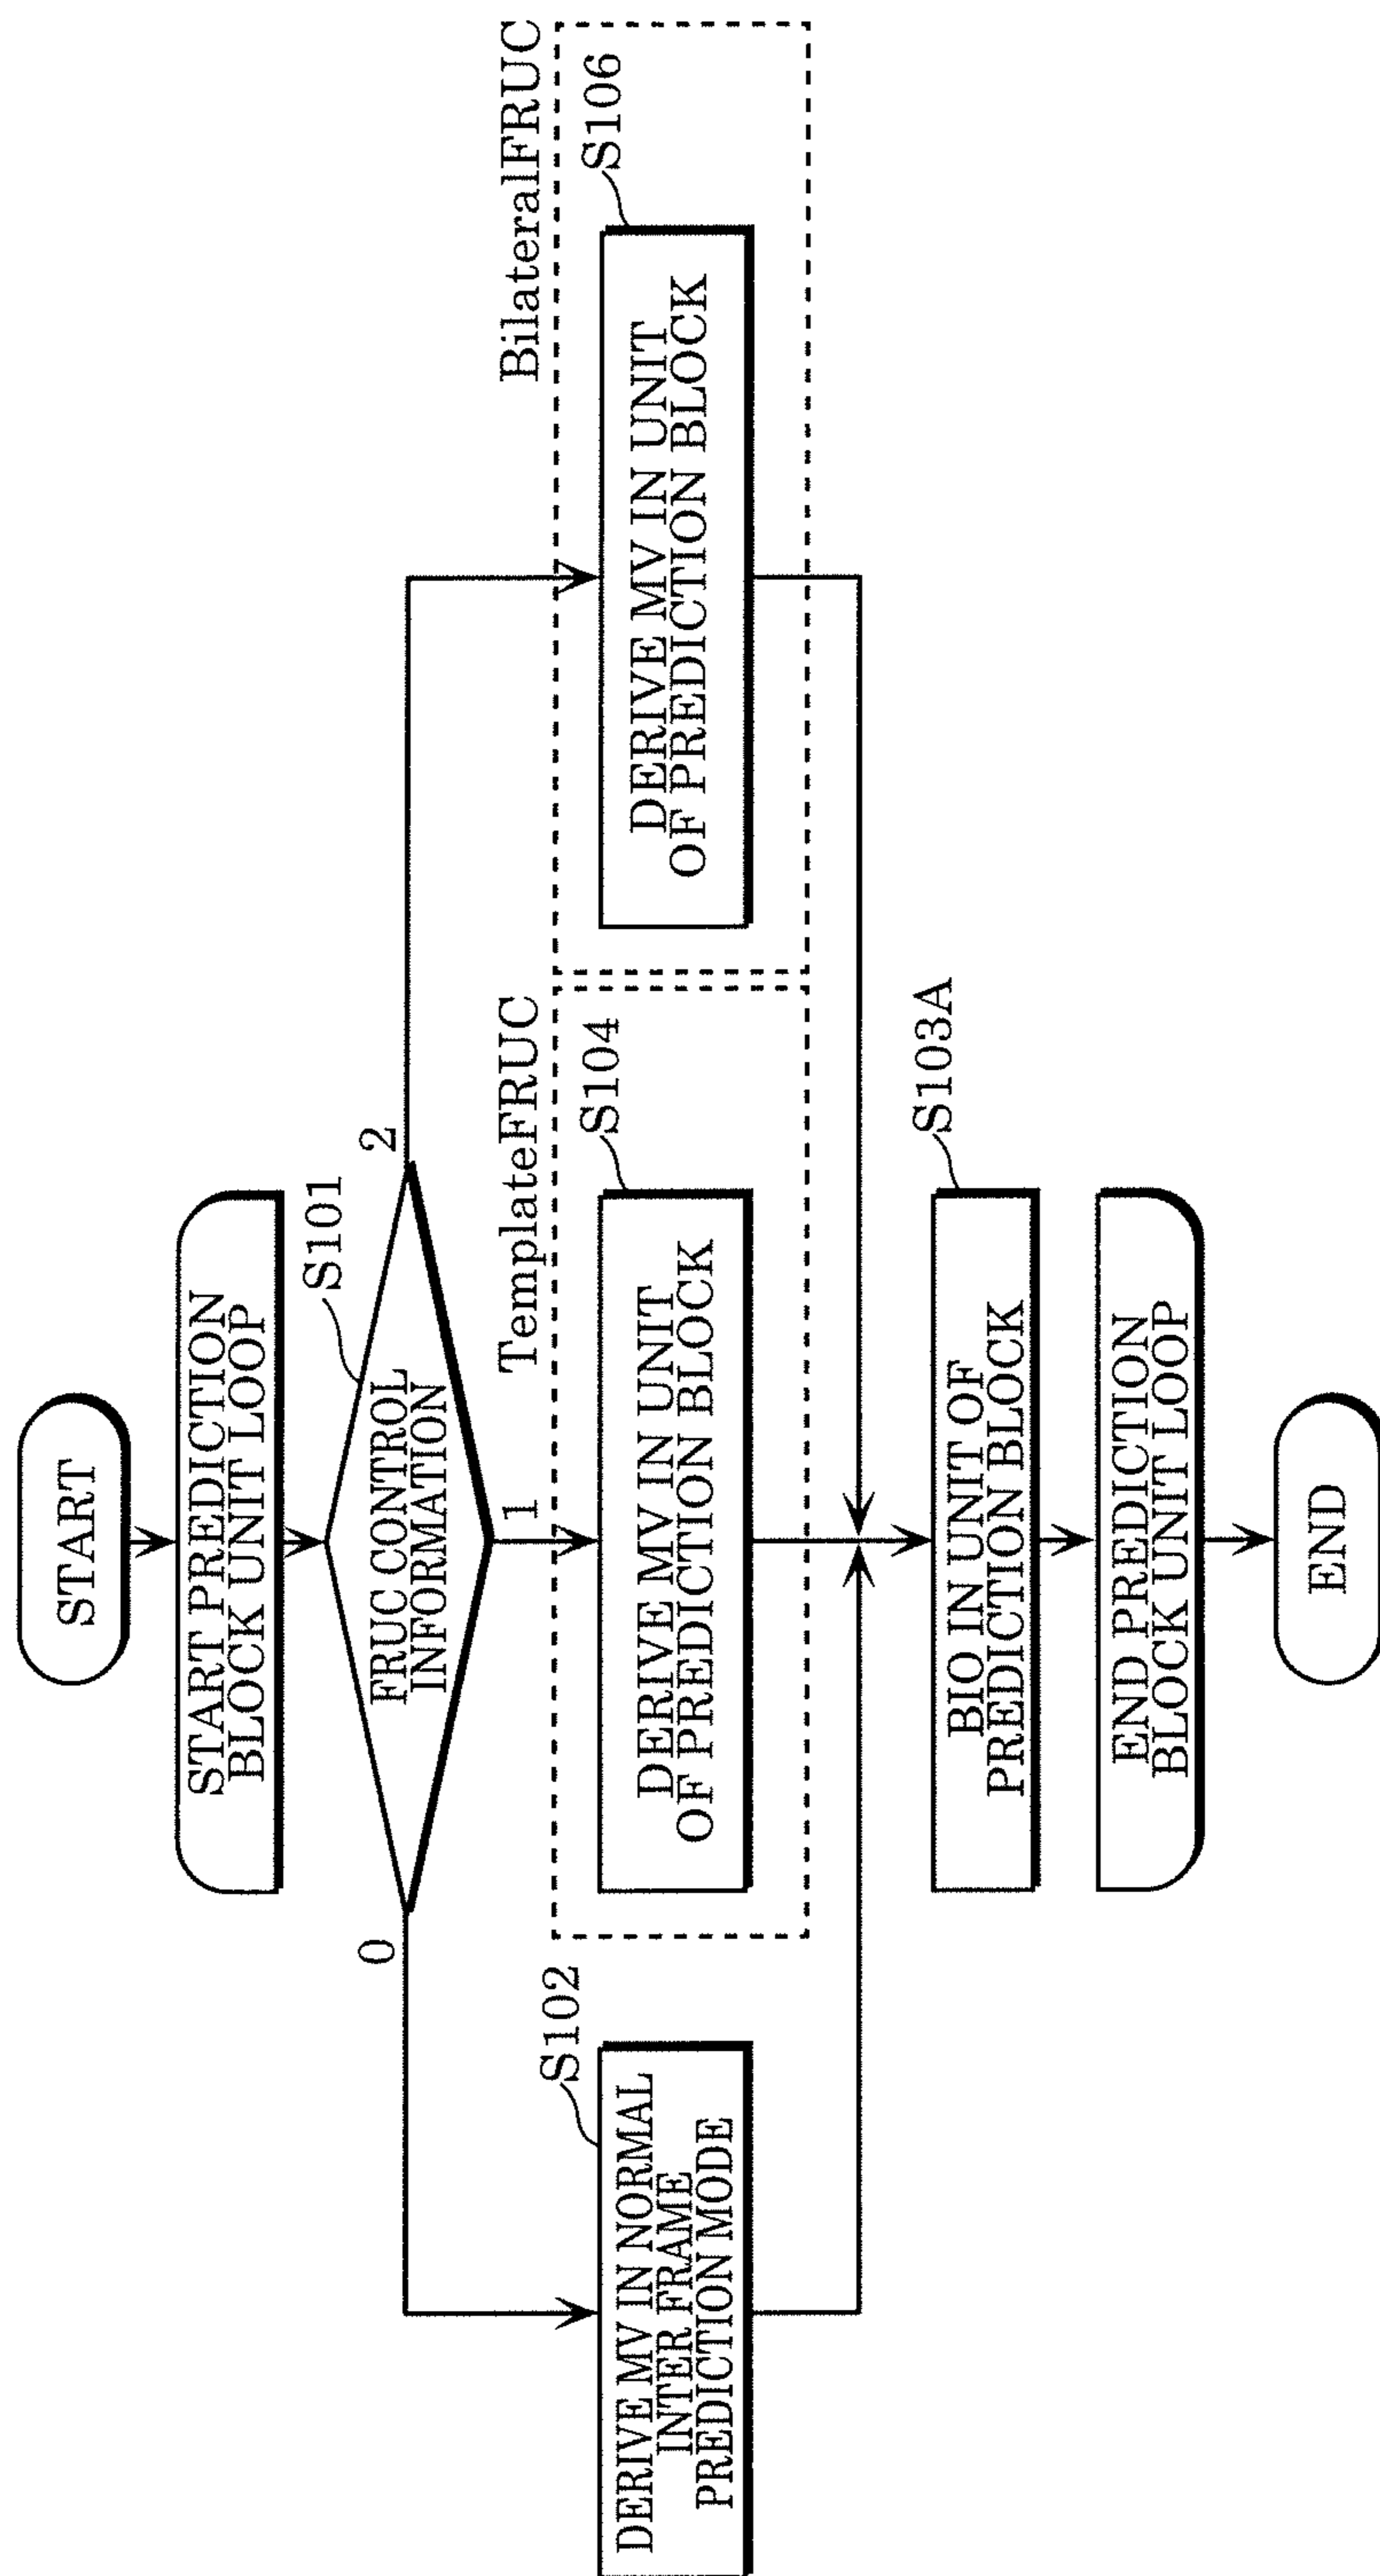 START
START PREDICTION
BLOCK UNIT LOOP
S101
FRUC CONTROL
INFORMATION
0
1
2
S102
DERIVE MV IN NORMAL
INTER FRAME
PREDICTION MODE
TemplateFRUC
S104
DERIVE MV IN UNIT
OF PREDICTION BLOCK
BilateralFRUC
S106
DERIVE MV IN UNIT
OF PREDICTION BLOCK
S103A
BIO IN UNIT OF
PREDICTION BLOCK
END PREDICTION
BLOCK UNIT LOOP
END